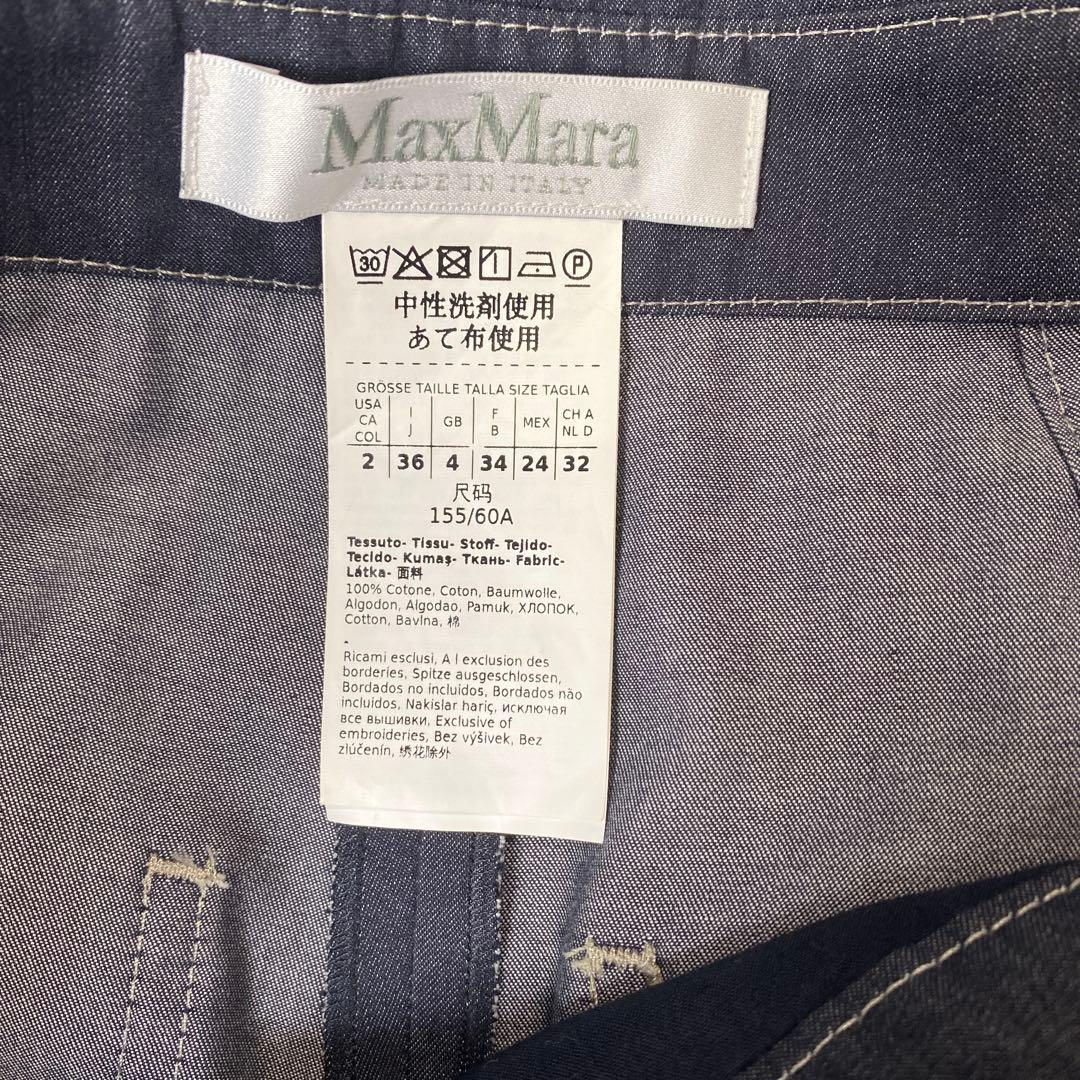 MaxMara
MADE IN ITALY
30 P
中性洗剤使用
あて布使用
GRÖSSE TAILLE TALLA SIZE TAGLIA
USA CA COL I J GB F B MEX CH A NL D
2 36 4 34 24 32
尺码
155/60A
Tessuto- Tissu- Stoff- Tejido-
Tecido- Kumaş- Ткань- Fabric-
Látka- 面料
100% Cotone, Coton, Baumwolle,
Algodon, Algodao, Pamuk, ХЛОПОК,
Cotton, Bavlna, 棉
-
Ricami esclusi, A l exclusion des
borderies, Spitze ausgeschlossen,
Bordados no incluidos, Bordados não
incluidos, Nakislar hariç, исключая
все вышивки, Exclusive of
embroideries, Bez výšivek, Bez
zlúčenín, 绣花除外